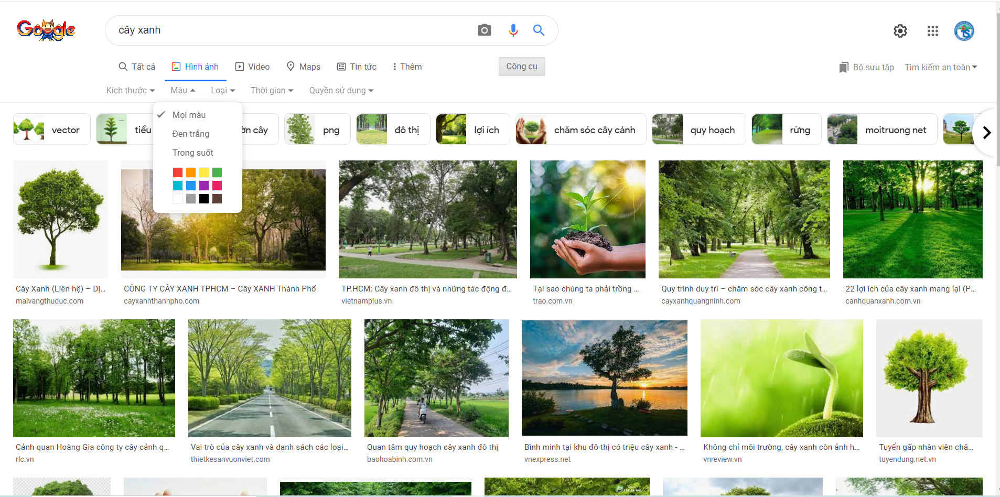 Google
cây xanh
Tất cả
Hình ảnh
Video
Maps
Tin tức
Thêm
Công cụ
Bộ sưu tập
Tìm kiếm an toàn
Kích thước
Màu
Loại
Thời gian
Quyền sử dụng
Mọi màu
Đen trắng
Trong suốt
vector
tiểu
cây
png
đô thị
lợi ích
chăm sóc cây cảnh
quy hoạch
rừng
moitruong net
Cây Xanh (Liên hệ) – Dị...
maivangthuduc.com
CÔNG TY CÂY XANH TPHCM – Cây XANH Thành Phố
cayxanhthanhpho.com
TP.HCM: Cây xanh đô thị và những tác động đ...
vietnamplus.vn
Tại sao chúng ta phải trồng ...
trao.com.vn
Quy trình duy trì – chăm sóc cây xanh công t...
cayxanhquangninh.com
22 lợi ích của cây xanh mang lại (P...
canhquanxanh.com.vn
Cảnh quan Hoàng Gia công ty cây cảnh q...
rlc.vn
Vai trò của cây xanh và danh sách các loại...
thietkesanvuonviet.com
Quan tâm quy hoạch cây xanh đô thị
baohoabinh.com.vn
Bình minh tại khu đô thị có triệu cây xanh - ...
vnexpress.net
Không chỉ môi trường, cây xanh còn ảnh h...
vnreview.vn
Tuyển gấp nhân viên chă...
tuyendung.net.vn